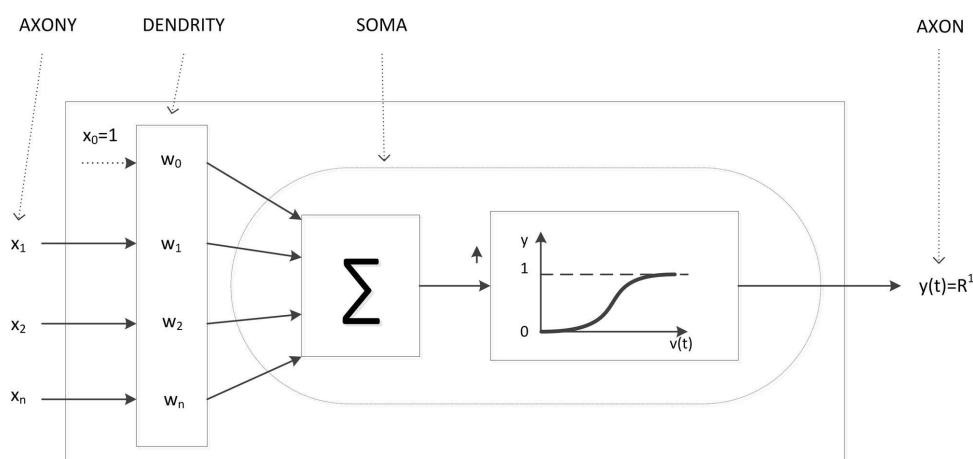 AXONY DENDRITY SOMA AXON
x₀=1
w₀
x₁ w₁
x₂ w₂
xₙ wₙ
Σ
y
1
0
v(t)
y(t)=R¹